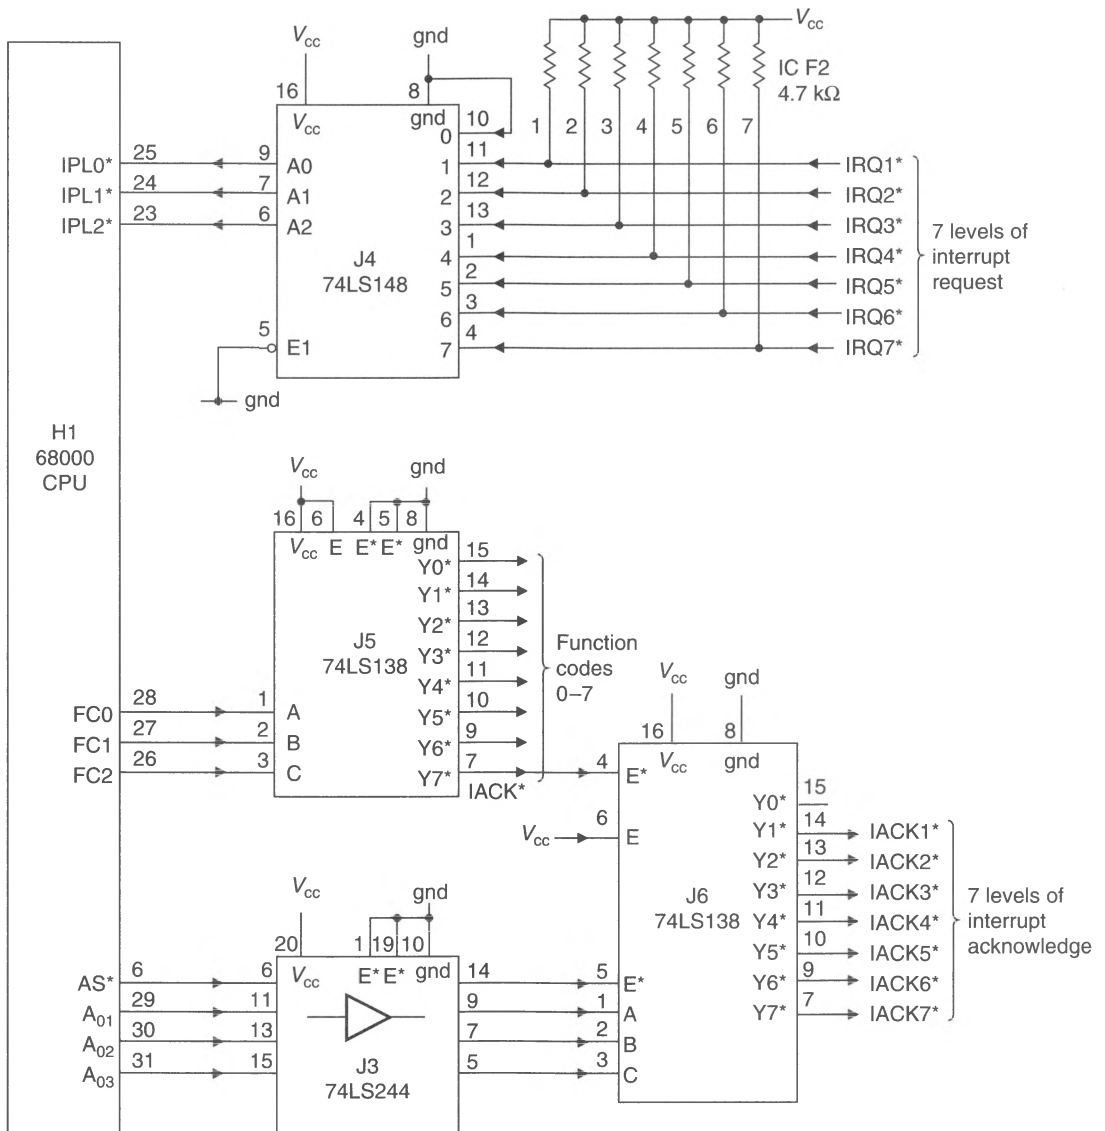 Vcc
gnd
Vcc
IC F2
4.7 kΩ
16
8
Vcc
gnd
10
0
1
2
3
4
5
6
7
IPL0*
25
9
A0
11
1
IRQ1*
IPL1*
24
7
A1
12
2
IRQ2*
IPL2*
23
6
A2
13
3
IRQ3*
J4
74LS148
1
4
IRQ4*
2
5
IRQ5*
3
6
IRQ6*
5
E1
4
7
IRQ7*
7 levels of
interrupt
request
gnd
H1
68000
CPU
Vcc
gnd
16
6
4
5
8
Vcc
E
E*
E*
gnd
15
Y0*
14
Y1*
13
Y2*
12
Y3*
11
Y4*
10
Y5*
9
Y6*
7
Y7*
IACK*
J5
74LS138
Function
codes
0–7
FC0
28
1
A
FC1
27
2
B
FC2
26
3
C
Vcc
gnd
16
8
Vcc
gnd
4
E*
Vcc
6
E
15
Y0*
14
Y1*
IACK1*
13
Y2*
IACK2*
12
Y3*
IACK3*
11
Y4*
IACK4*
10
Y5*
IACK5*
9
Y6*
IACK6*
7
Y7*
IACK7*
J6
74LS138
7 levels of
interrupt
acknowledge
Vcc
gnd
20
1
19
10
Vcc
E*
E*
gnd
AS*
6
6
14
5
E*
A01
29
11
9
1
A
A02
30
13
7
2
B
A03
31
15
5
3
C
J3
74LS244